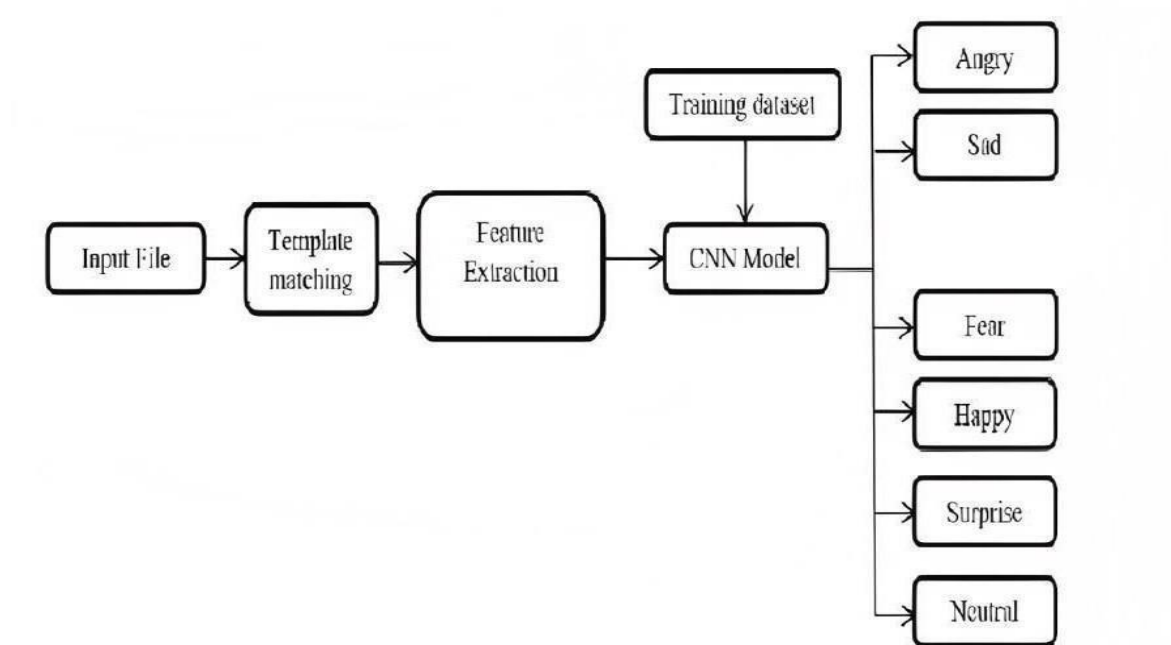 Angry
Training dataset
Sad
Template
matching
Feature
Extraction
Input File
CNN Model
Fear
Happy
Surprise
Neutral